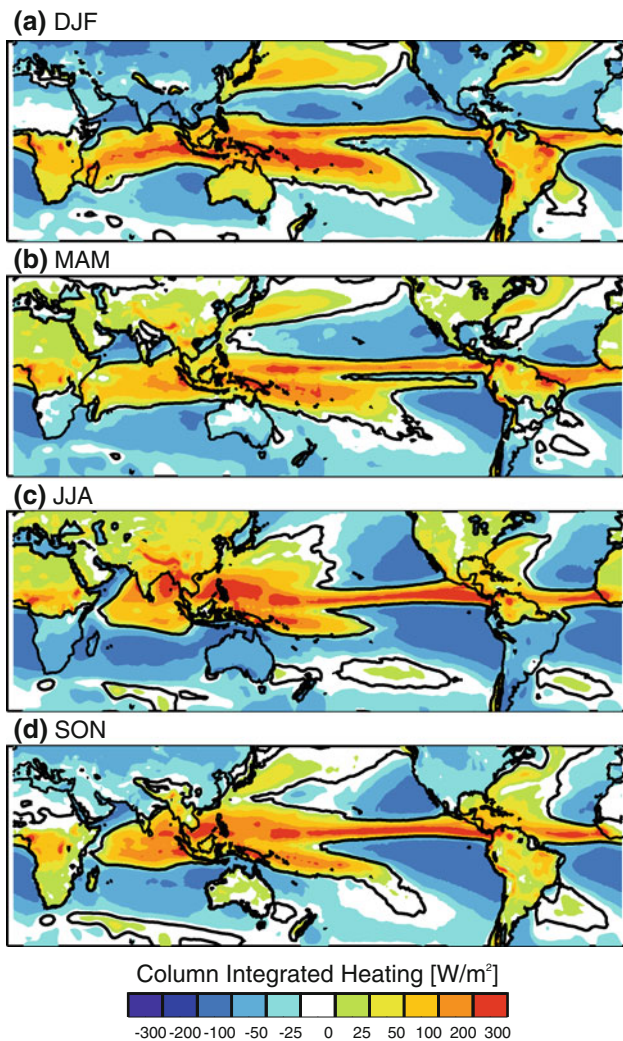 (a) DJF
(b) MAM
(c) JJA
(d) SON
Column Integrated Heating [W/m²]
-300 -200 -100 -50 -25 0 25 50 100 200 300